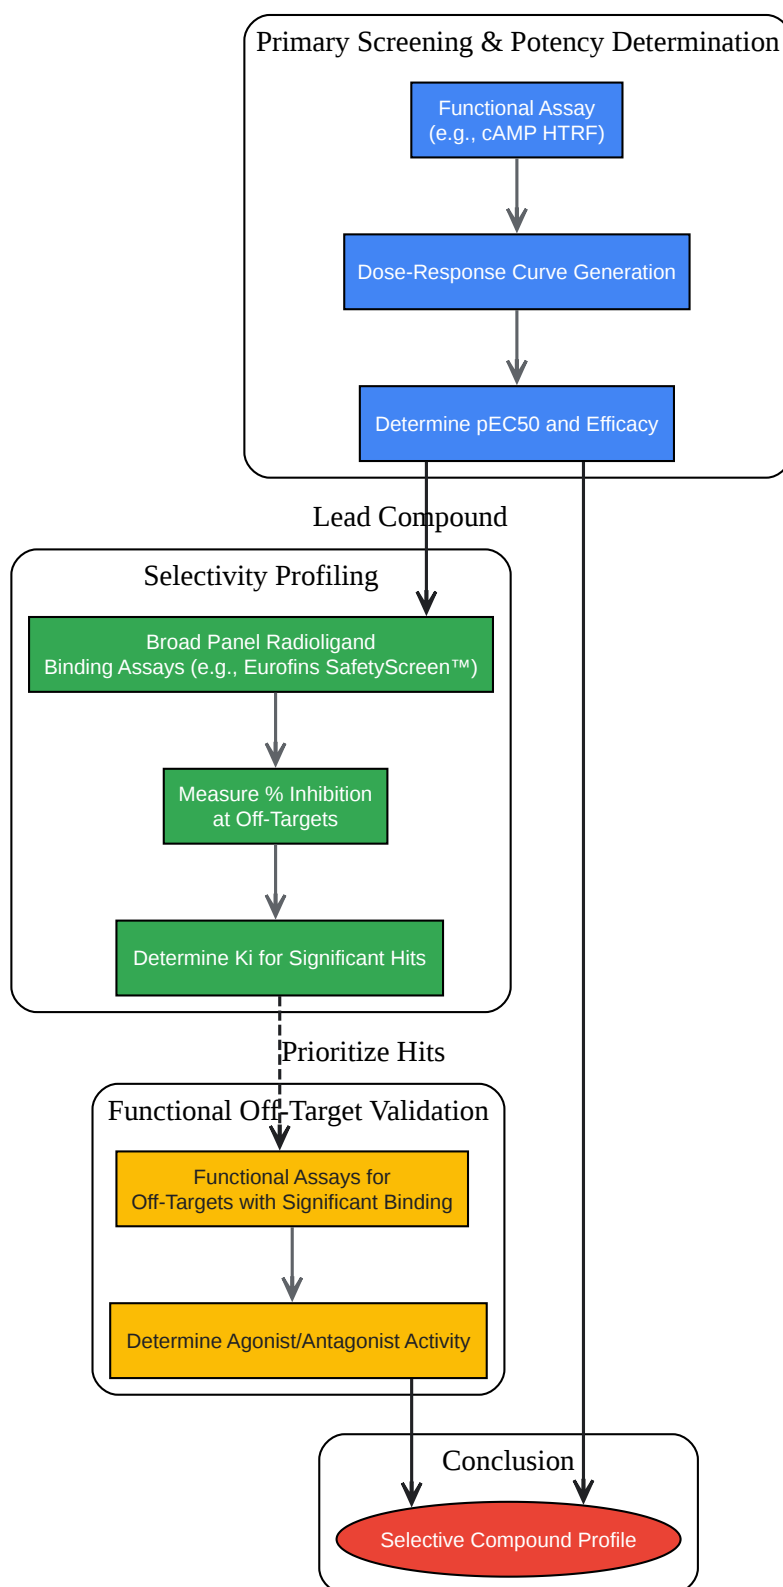 Primary Screening & Potency Determination
Functional Assay
(e.g., cAMP HTRF)
Dose-Response Curve Generation
Determine pEC50 and Efficacy
Lead Compound
Selectivity Profiling
Broad Panel Radioligand
Binding Assays (e.g., Eurofins SafetyScreen™)
Measure % Inhibition
at Off-Targets
Determine Ki for Significant Hits
Prioritize Hits
Functional Off-Target Validation
Functional Assays for
Off-Targets with Significant Binding
Determine Agonist/Antagonist Activity
Conclusion
Selective Compound Profile